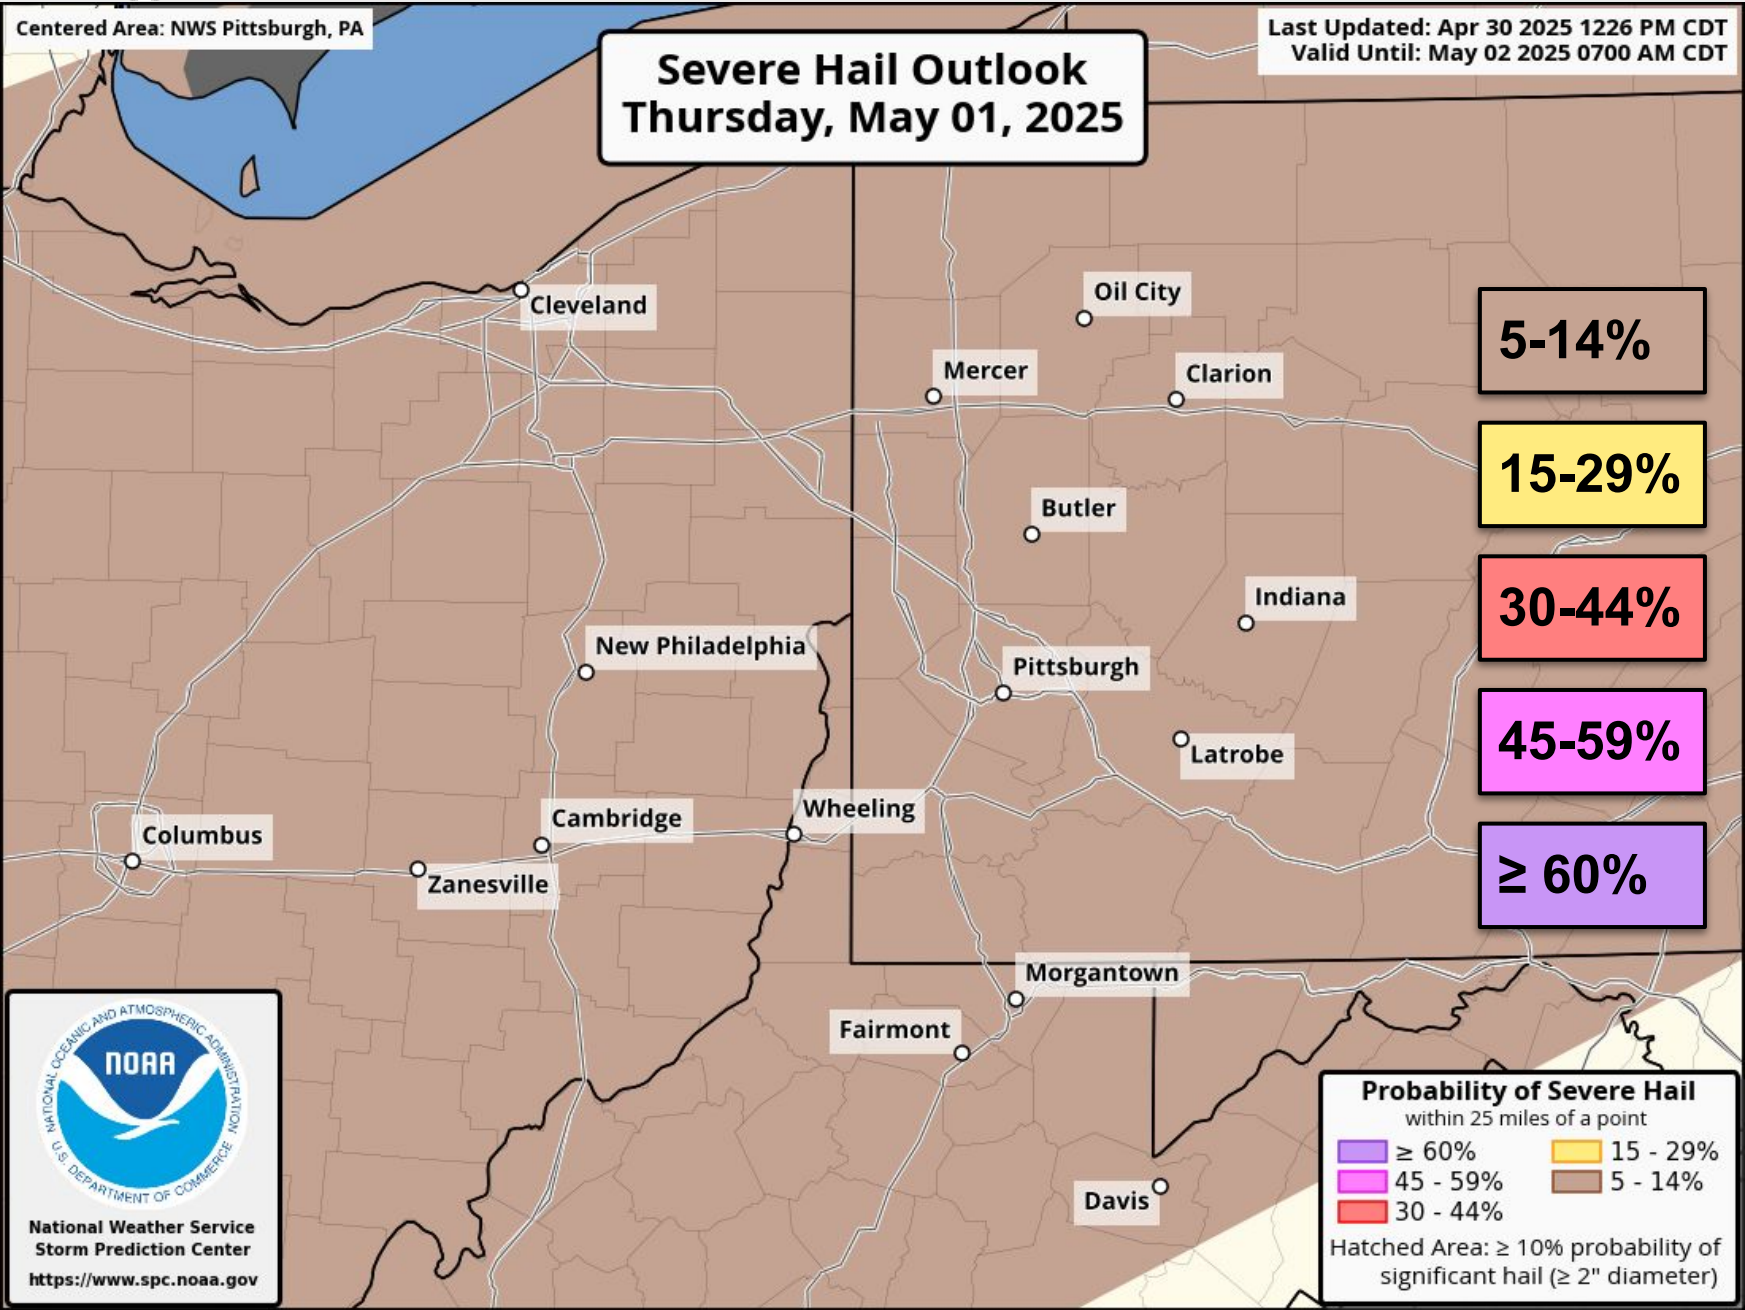 Centered Area: NWS Pittsburgh, PA
Last Updated: Apr 30 2025 1226 PM CDT
Valid Until: May 02 2025 0700 AM CDT
Severe Hail Outlook
Thursday, May 01, 2025
Cleveland
Oil City
Mercer
Clarion
Butler
Indiana
New Philadelphia
Pittsburgh
Latrobe
Wheeling
Cambridge
Columbus
Zanesville
Morgantown
Fairmont
Davis
5-14%
15-29%
30-44%
45-59%
≥ 60%
NATIONAL OCEANIC AND ATMOSPHERIC ADMINISTRATION
NOAA
U.S. DEPARTMENT OF COMMERCE
National Weather Service
Storm Prediction Center
https://www.spc.noaa.gov
Probability of Severe Hail
within 25 miles of a point
≥ 60%
45 - 59%
30 - 44%
15 - 29%
5 - 14%
Hatched Area: ≥ 10% probability of
significant hail (≥ 2" diameter)